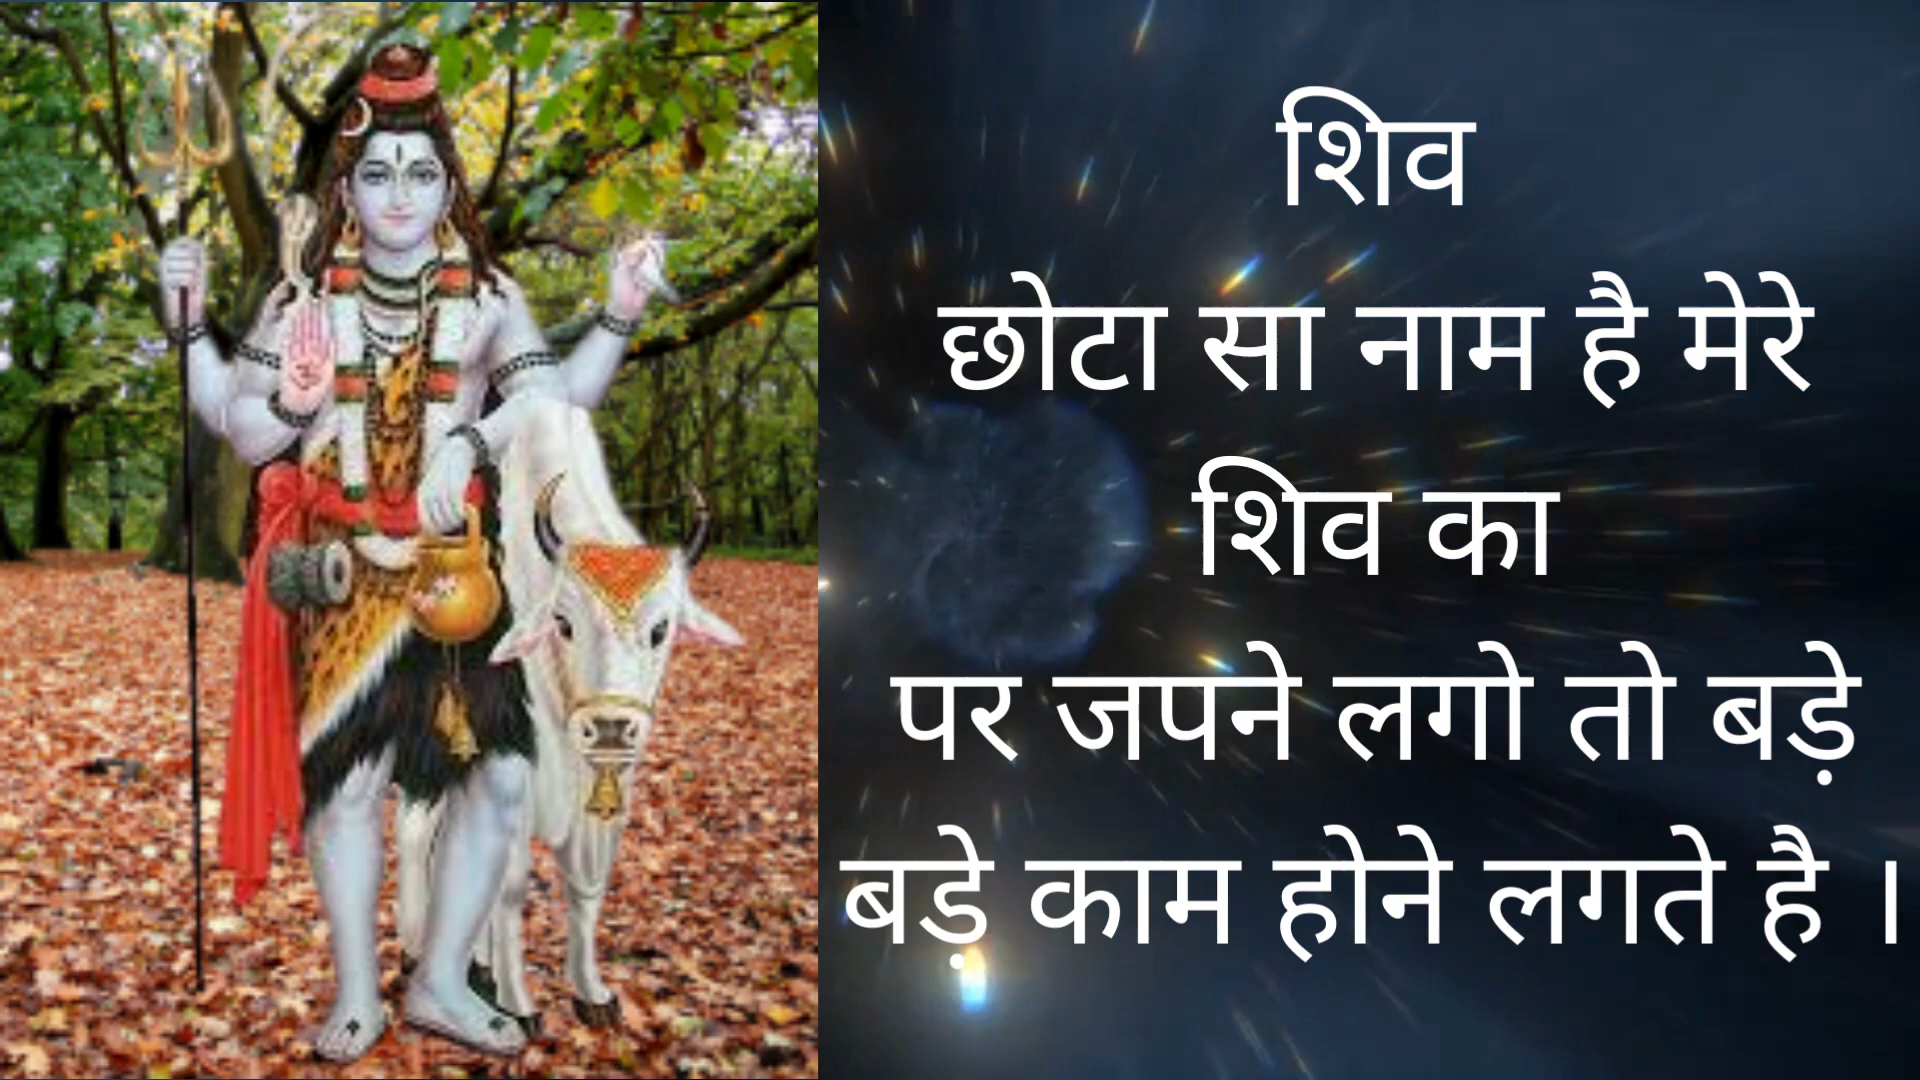 शिव
छोटा सा नाम है मेरे
शिव का
पर जपने लगो तो बड़े
बड़े काम होने लगते है ।